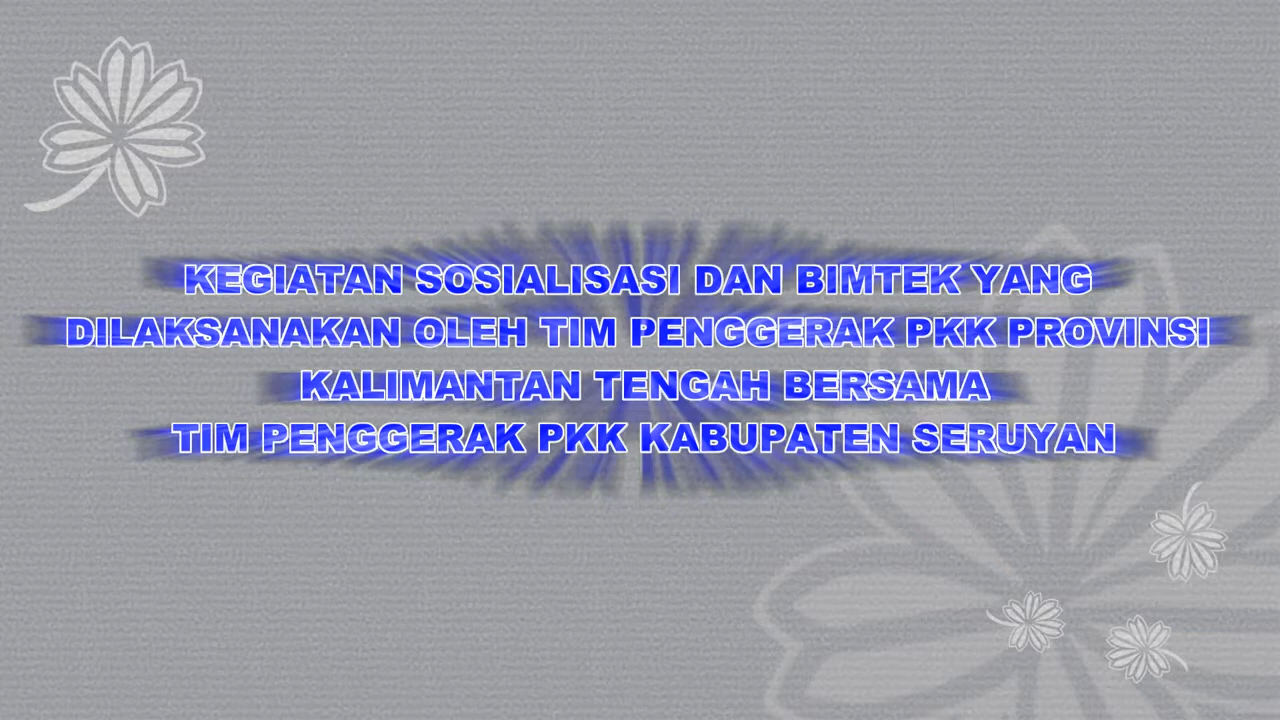 KEGIATAN SOSIALISASI DAN BIMTEK YANG
DILAKSANAKAN OLEH TIM PENGGERAK PKK PROVINSI
KALIMANTAN TENGAH BERSAMA
TIM PENGGERAK PKK KABUPATEN SERUYAN